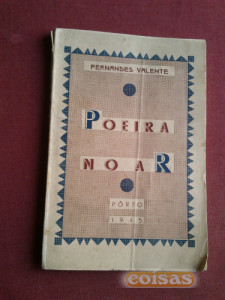 FERNANDES VALENTE
POEIRA
NO AR
PÔRTO
1945
coisas